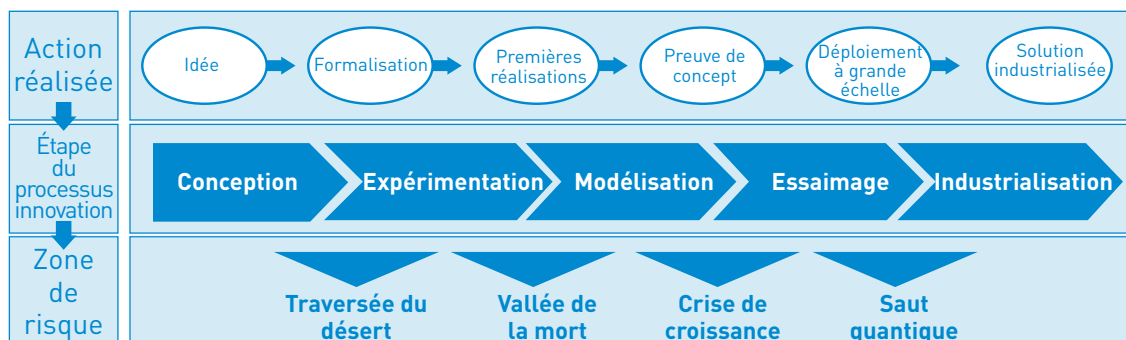 Action
réalisée
Idée
Formalisation
Premières
réalisations
Preuve de
concept
Déploiement
à grande
échelle
Solution
industrialisée
Étape
du
processus
innovation
Conception
Expérimentation
Modélisation
Essaimage
Industrialisation
Zone
de
risque
Traversée du
désert
Vallée de
la mort
Crise de
croissance
Saut
quantique